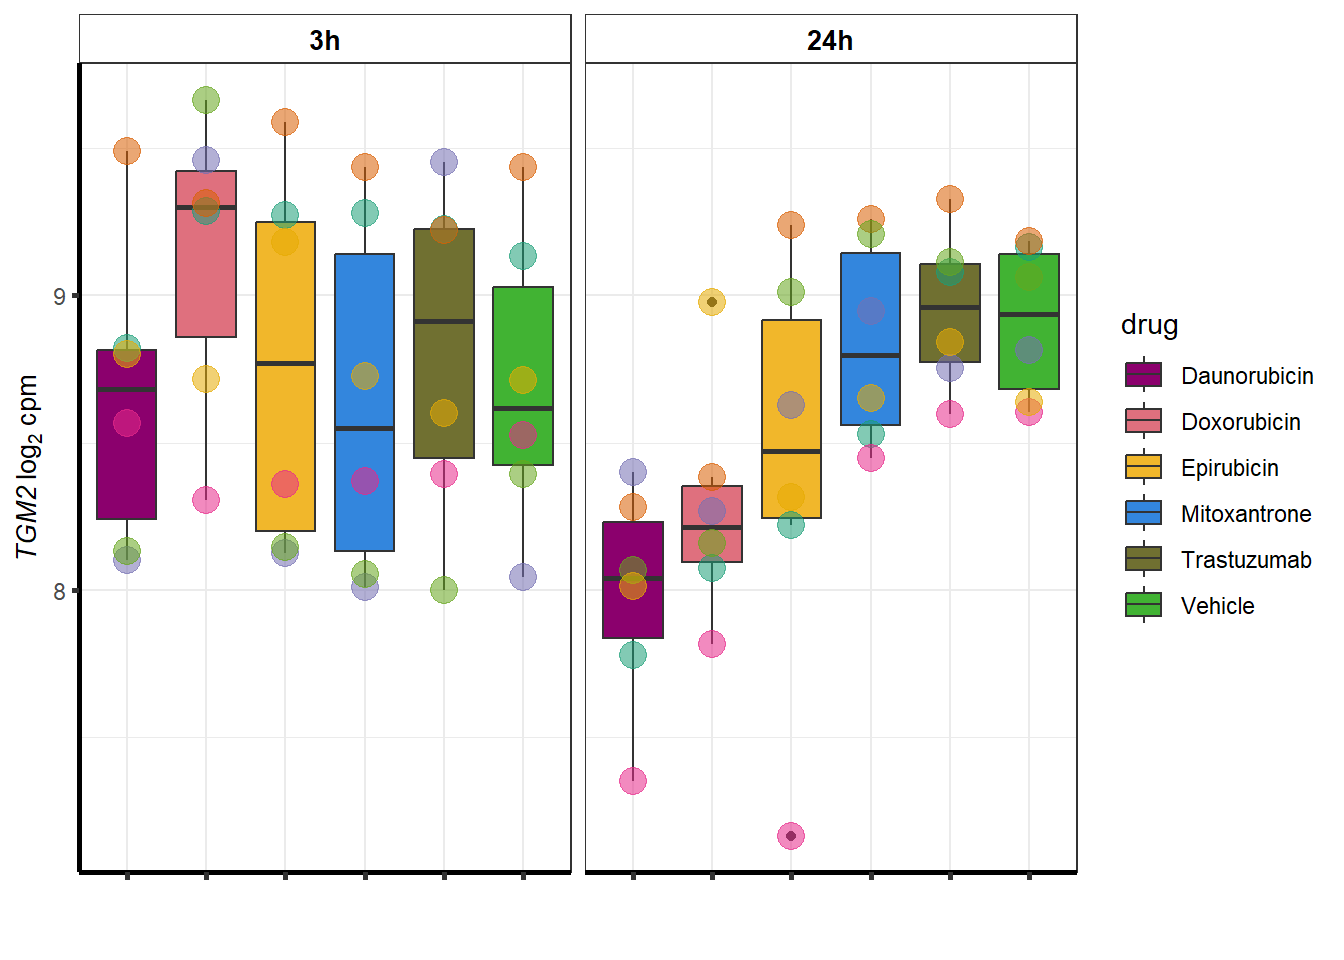 3h
24h
9
8
TGM2 log₂ cpm
drug
Daunorubicin
Doxorubicin
Epirubicin
Mitoxantrone
Trastuzumab
Vehicle